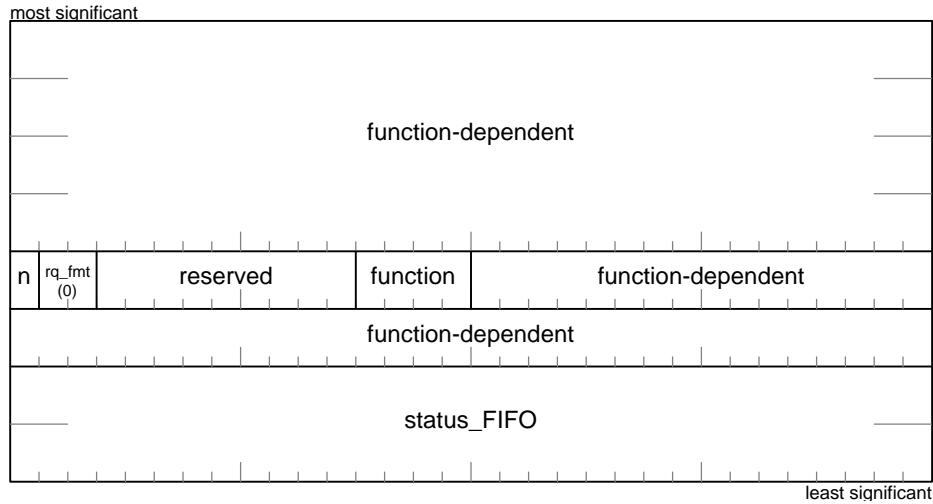 most significant
function-dependent
n rq_fmt (0) reserved function function-dependent
function-dependent
status_FIFO
least significant